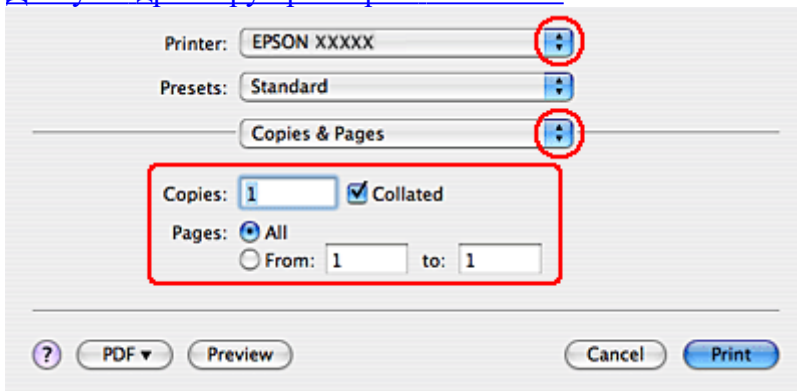 Printer: EPSON XXXXX
Presets: Standard
Copies & Pages
Copies: 1 Collated
Pages: All
From: 1 to: 1
? PDF Preview Cancel Print